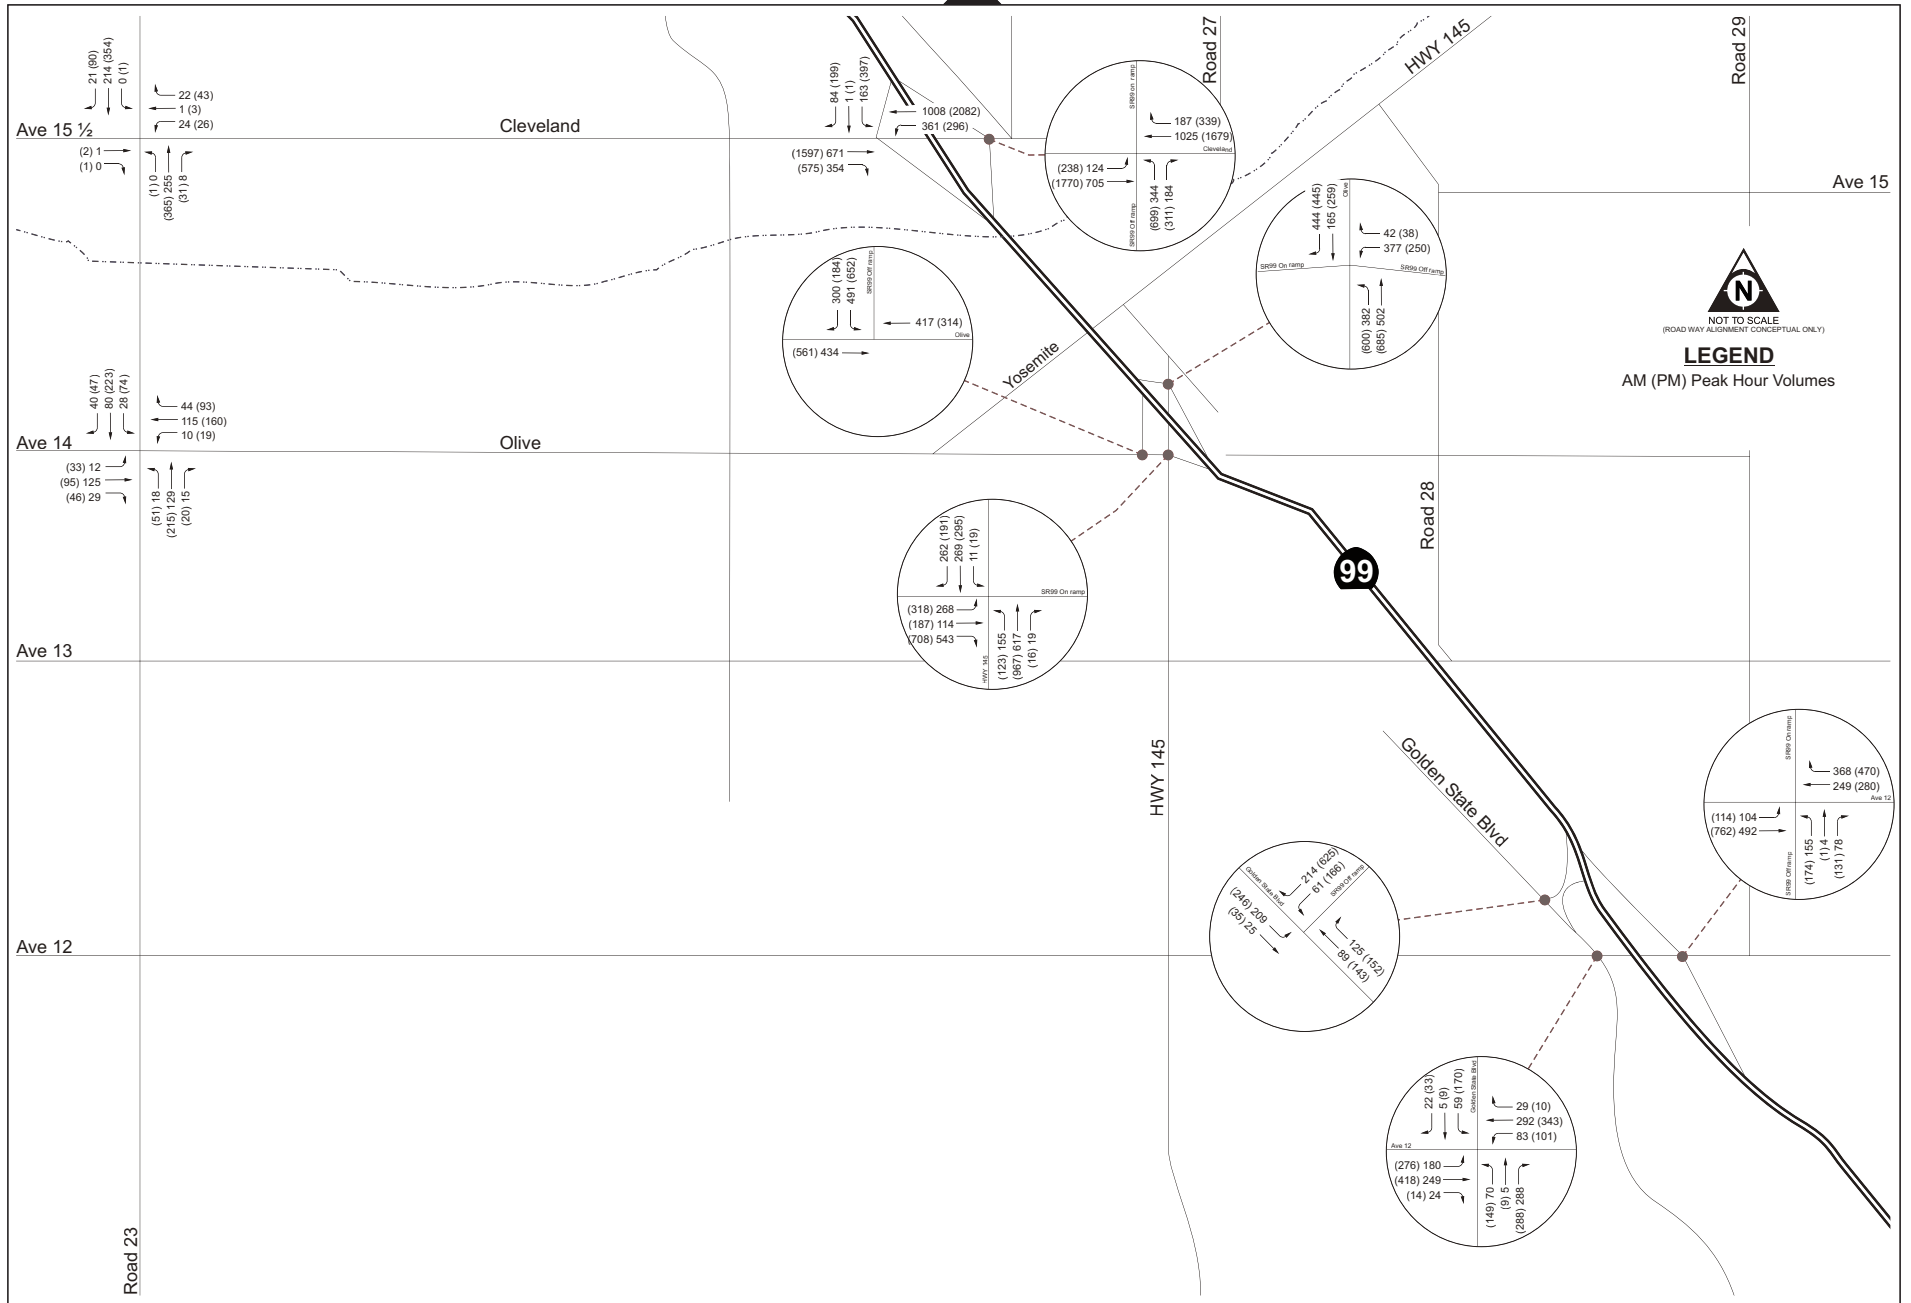 Road 27
HWY 145
Road 29
21 (90)
214 (354)
0 (1)
22 (43)
1 (3)
24 (26)
Ave 15 ½
Cleveland
(2) 1
(1) 0
(1) 0
(365) 255
(31) 8
84 (199)
1 (1)
163 (397)
1008 (2082)
361 (296)
(1597) 671
(575) 354
SR99 on ramp
187 (339)
1025 (1679)
Cleveland
(238) 124
(1770) 705
SR99 Off ramp
(699) 344
(311) 184
Ave 15
444 (445)
165 (259)
Olive
42 (38)
377 (250)
SR99 On ramp
SR99 Off ramp
(600) 382
(685) 502
300 (184)
491 (652)
SR99 Off ramp
417 (314)
Olive
(561) 434
N
NOT TO SCALE
(ROAD WAY ALIGNMENT CONCEPTUAL ONLY)
LEGEND
AM (PM) Peak Hour Volumes
Yosemite
40 (47)
80 (223)
28 (74)
44 (93)
115 (160)
10 (19)
Ave 14
Olive
(33) 12
(95) 125
(46) 29
(51) 18
(215) 129
(20) 15
Road 28
262 (191)
269 (295)
11 (19)
SR99 On ramp
(318) 268
(187) 114
(708) 543
HWY 145
(123) 155
(967) 617
(16) 19
99
Ave 13
HWY 145
Golden State Blvd
SR99 On ramp
368 (470)
249 (280)
Ave 12
(114) 104
(762) 492
SR99 Off ramp
(174) 155
(1) 4
(131) 78
Golden State Blvd
214 (625)
61 (166)
SR99 Off ramp
(246) 209
(35) 25
125 (152)
89 (143)
Ave 12
22 (33)
5 (9)
59 (170)
Golden State Blvd
29 (10)
292 (343)
83 (101)
Ave 12
(276) 180
(418) 249
(14) 24
(149) 70
(9) 5
(288) 288
Road 23